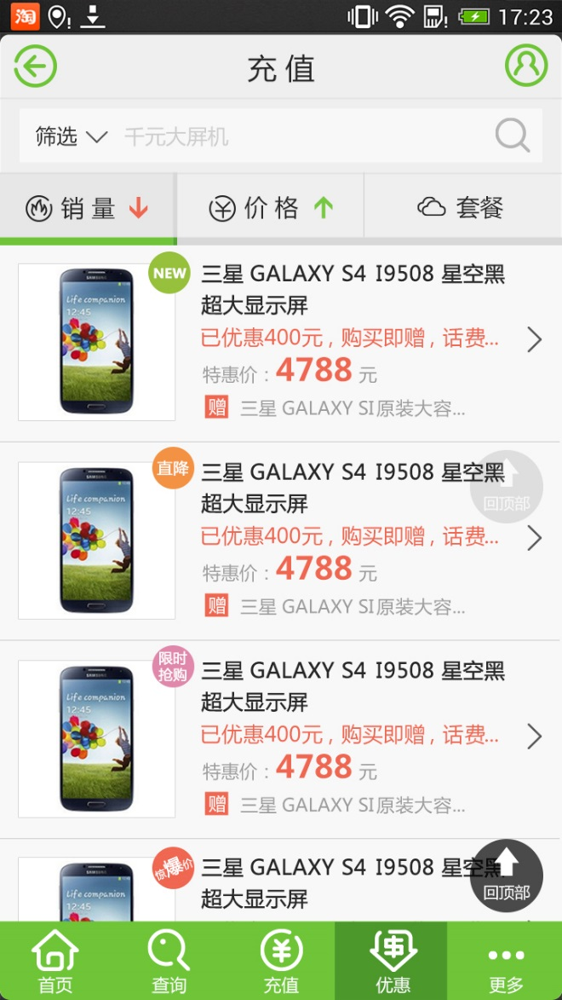 淘 17:23
充值
筛选 千元大屏机
销量 价格 套餐
NEW
三星 GALAXY S4 I9508 星空黑
超大显示屏
已优惠400元，购买即赠，话费...
特惠价：4788 元
赠 三星 GALAXY SI原装大容...
SAMSUNG
Life companion
12:45
直降
三星 GALAXY S4 I9508 星空黑
超大显示屏
回顶部
已优惠400元，购买即赠，话费...
特惠价：4788 元
赠 三星 GALAXY SI原装大容...
SAMSUNG
Life companion
12:45
限时
抢购
三星 GALAXY S4 I9508 星空黑
超大显示屏
已优惠400元，购买即赠，话费...
特惠价：4788 元
赠 三星 GALAXY SI原装大容...
SAMSUNG
Life companion
12:45
惊爆价
三星 GALAXY S4 I9508 星空黑
超大显示屏
回顶部
SAMSUNG
Life companion
12:45
首页 查询 充值 优惠 更多